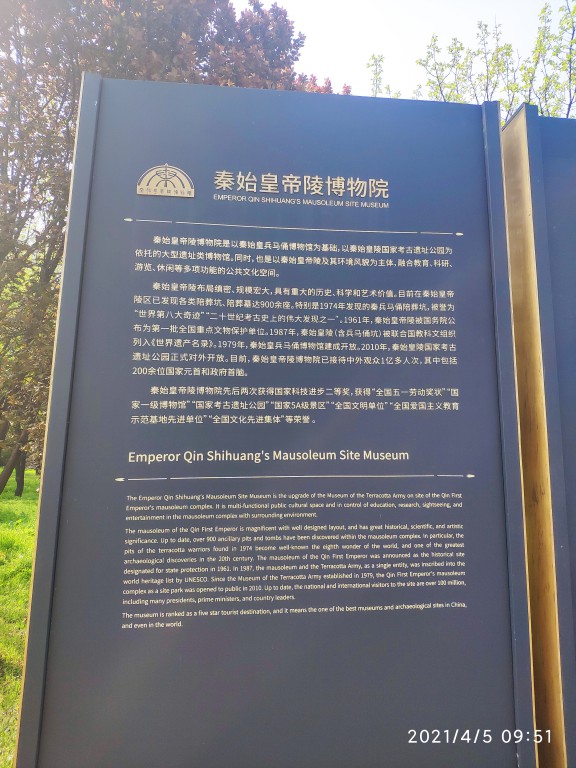 秦始皇帝陵博物院
EMPEROR QIN SHIHUANG'S MAUSOLEUM SITE MUSEUM
秦始皇帝陵博物院是以秦始皇兵马俑博物馆为基础，以秦始皇陵国家考古遗址公园为
依托的大型遗址类博物馆。同时，也是以秦始皇帝陵及其环境风貌为主体，融合教育、科研、
游览、休闲等多项功能的公共文化空间。
秦始皇帝陵布局缜密、规模宏大，具有重大的历史、科学和艺术价值。目前在秦始皇帝
陵区已发现各类陪葬坑、陪葬墓达900余座。特别是1974年发现的秦兵马俑陪葬坑，被誉为
“世界第八大奇迹”“二十世纪考古史上的伟大发现之一”。1961年，秦始皇帝陵被国务院公
布为第一批全国重点文物保护单位。1987年，秦始皇陵（含兵马俑坑）被联合国教科文组织
列入《世界遗产名录》。1979年，秦始皇兵马俑博物馆建成开放。2010年，秦始皇陵国家考古
遗址公园正式对外开放。目前，秦始皇帝陵博物院已接待中外观众1亿多人次，其中包括
200余位国家元首和政府首脑。
秦始皇帝陵博物院先后两次获得国家科技进步二等奖，获得“全国五一劳动奖状”“国
家一级博物馆”“国家考古遗址公园”“国家5A级景区”“全国文明单位”“全国爱国主义教育
示范基地先进单位”“全国文化先进集体”等荣誉。
Emperor Qin Shihuang's Mausoleum Site Museum
The Emperor Qin Shihuang's Mausoleum Site Museum is the upgrade of the Museum of the Terracotta Army on site of the Qin First
Emperor's mausoleum complex. It is multi-functional public cultural space and in control of education, research, sightseeing, and
entertainment in the mausoleum complex with surrounding environment.
The mausoleum of the Qin First Emperor is magnificent with well designed layout, and has great historical, scientific, and artistic
significance. Up to date, over 900 ancillary pits and tombs have been discovered within the mausoleum complex. In particular, the
pits of the terracotta warriors found in 1974 become well-known the eighth wonder of the world, and one of the greatest
archaeological discoveries in the 20th century. The mausoleum of the Qin First Emperor was announced as the historical site
designated for state protection in 1961. In 1987, the mausoleum and the Terracotta Army, as a single entity, was inscribed into the
world heritage list by UNESCO. Since the Museum of the Terracotta Army established in 1979, the Qin First Emperor's mausoleum
complex as a site park was opened to public in 2010. Up to date, the national and international visitors to the site are over 100 million,
including many presidents, prime ministers, and country leaders.
The museum is ranked as a five star tourist destination, and it means the one of the best museums and archaeological sites in China,
and even in the world.
2021/4/5 09:51